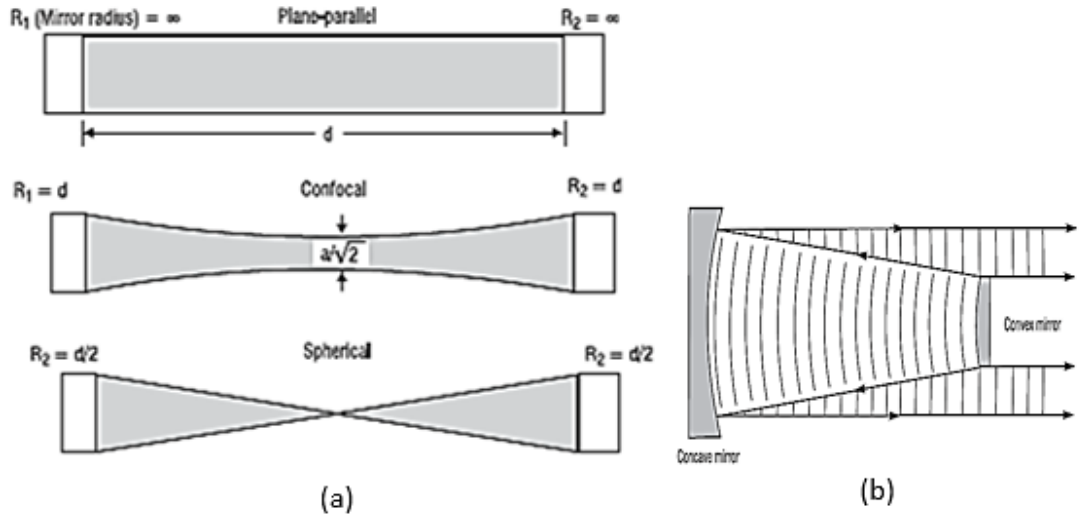 R₁ (Mirror radius) = ∞ Plano-parallel R₂ = ∞
d
R₁ = d Confocal R₂ = d
a/√2
R₂ = d/2 Spherical R₂ = d/2
(a)
Convex mirror
Concave mirror
(b)